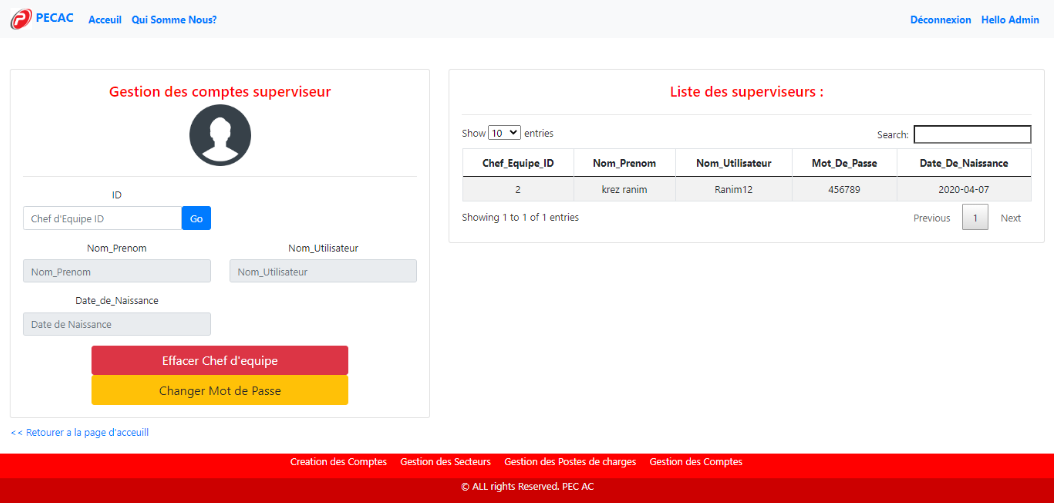 PECAC Acceuil Qui Somme Nous? Déconnexion Hello Admin
Gestion des comptes superviseur
ID
Chef d'Equipe ID Go
Nom_Prenom Nom_Utilisateur
Nom_Prenom Nom_Utilisateur
Date_de_Naissance
Date de Naissance
Effacer Chef d'equipe
Changer Mot de Passe
<< Retourer a la page d'acceuill
Liste des superviseurs :
Show 10 entries Search:
Chef_Equipe_ID Nom_Prenom Nom_Utilisateur Mot_De_Passe Date_De_Naissance
2 krez ranim Ranim12 456789 2020-04-07
Showing 1 to 1 of 1 entries Previous 1 Next
Creation des Comptes Gestion des Secteurs Gestion des Postes de charges Gestion des Comptes
© ALL rights Reserved. PEC AC